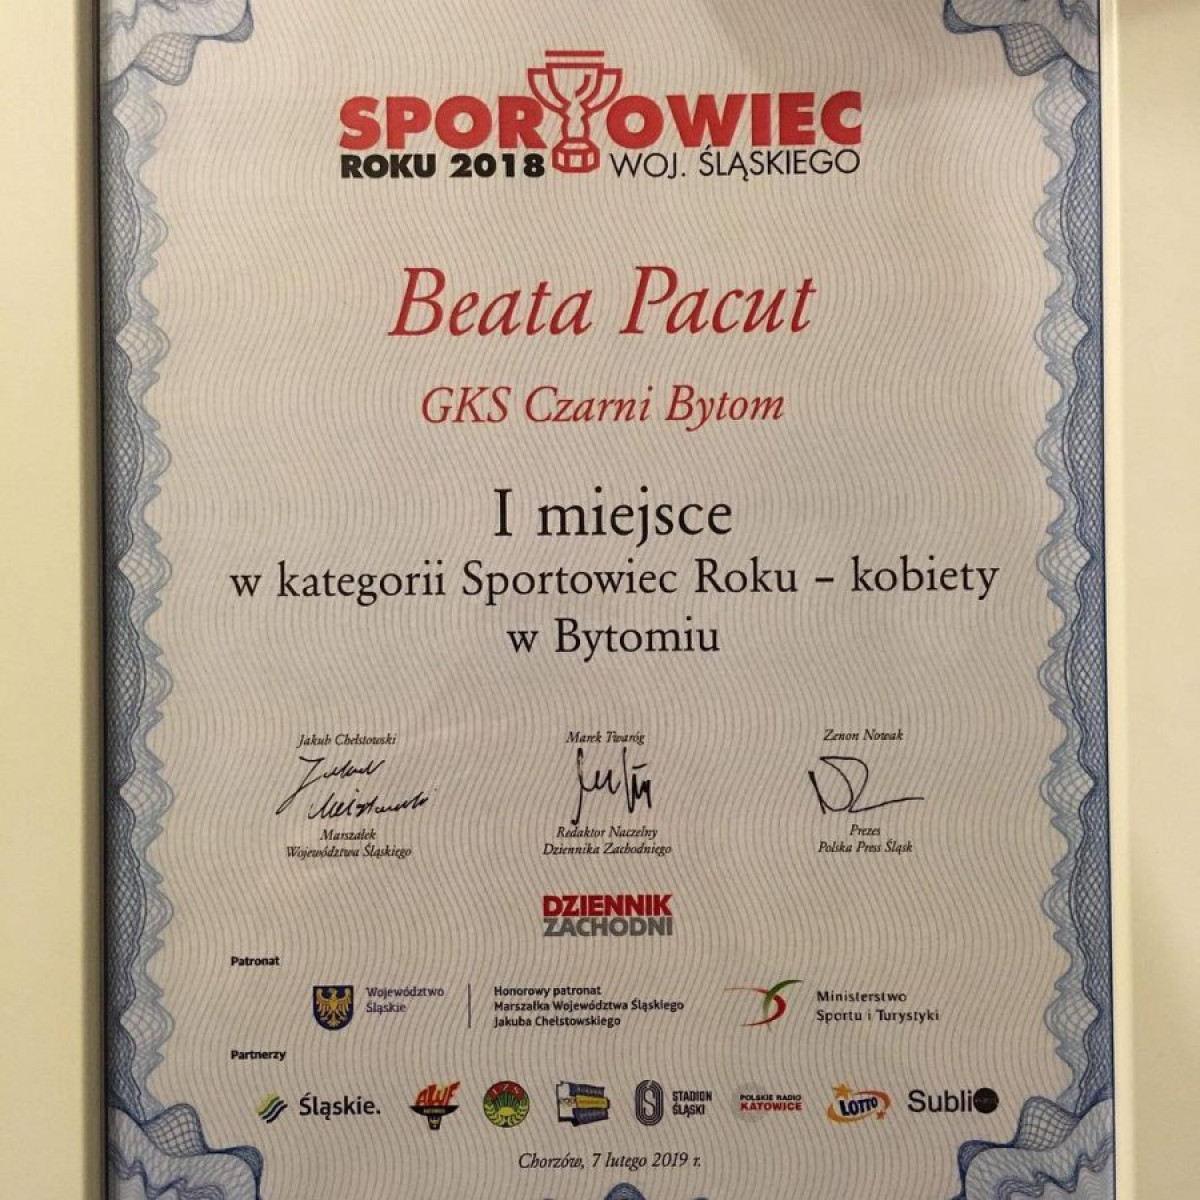 SPORTOWIEC
ROKU 2018 WOJ. ŚLĄSKIEGO
Beata Pacut
GKS Czarni Bytom
I miejsce
w kategorii Sportowiec Roku – kobiety
w Bytomiu
Jakub Chełstowski
Marszałek
Województwa Śląskiego
Marek Twaróg
Redaktor Naczelny
Dziennika Zachodniego
Zenon Nowak
Prezes
Polska Press Śląsk
DZIENNIK
ZACHODNI
Patronat
Województwo
Śląskie
Honorowy patronat
Marszałka Województwa Śląskiego
Jakuba Chełstowskiego
Ministerstwo
Sportu i Turystyki
Partnerzy
Śląskie.
AWF
STADION
ŚLĄSKI
POLSKIE RADIO
KATOWICE
LOTTO
Subli
Chorzów, 7 lutego 2019 r.